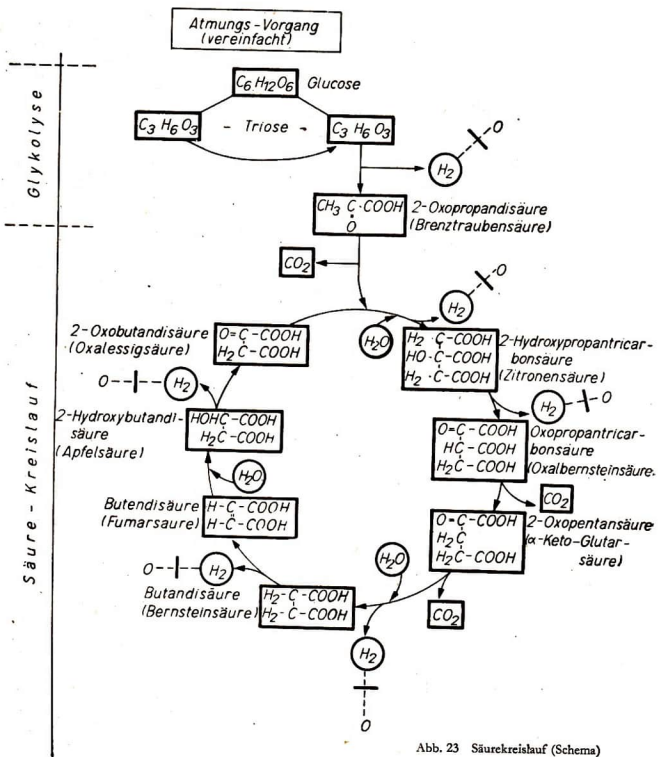 Atmungs-Vorgang
(vereinfacht)
Glykolyse
C6 H12O6
Glucose
C3 H6 O3
- Triose -
C3 H6 O3
H2
O
CH3 C·COOH
O
2-Oxopropandisäure
(Brenztraubensäure)
CO2
Säure-Kreislauf
H2O
H2
O
2-Oxobutandisäure
(Oxalessigsäure)
O=C-COOH
H2C-COOH
H2·C-COOH
HO·C-COOH
H2·C-COOH
2-Hydroxypropantricar-
bonsäure
(Zitronensäure)
O
H2
H2
O
2-Hydroxybutandi-
säure
(Apfelsäure)
HOHC-COOH
H2C-COOH
O=C-COOH
HC-COOH
H2C-COOH
Oxopropantricar-
bonsäure
(Oxalbernsteinsäure.
H2O
CO2
Butendisäure
(Fumarsaure)
H-C-COOH
H-C-COOH
O=C-COOH
H2C
H2C-COOH
2-Oxopentansäure
(α-Keto-Glutar-
säure)
O
H2
H2O
Butandisäure
(Bernsteinsäure)
H2-C-COOH
H2-C-COOH
CO2
H2
O
Abb. 23 Säurekreislauf (Schema)